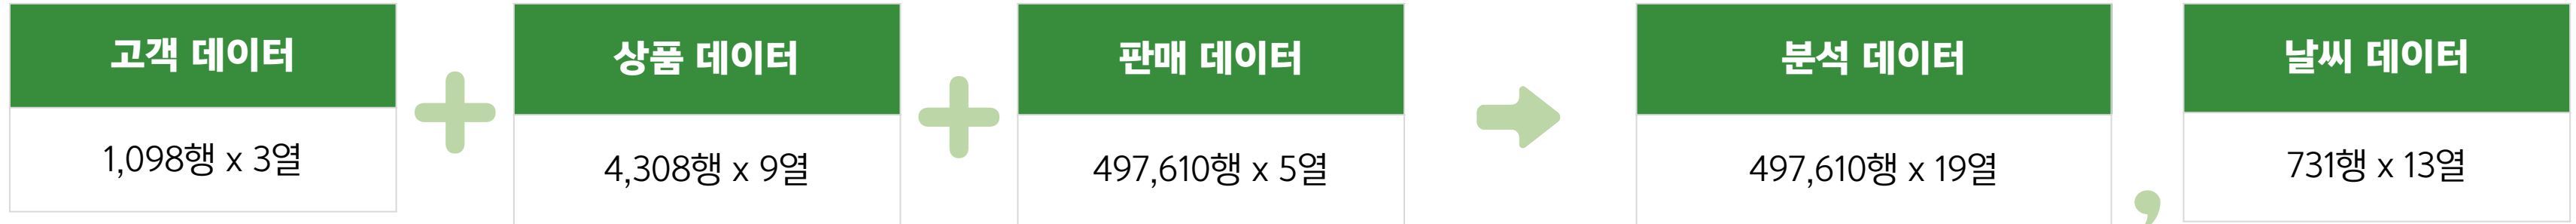 고객 데이터
1,098행 x 3열
+
상품 데이터
4,308행 x 9열
+
판매 데이터
497,610행 x 5열
분석 데이터
497,610행 x 19열
,
날씨 데이터
731행 x 13열